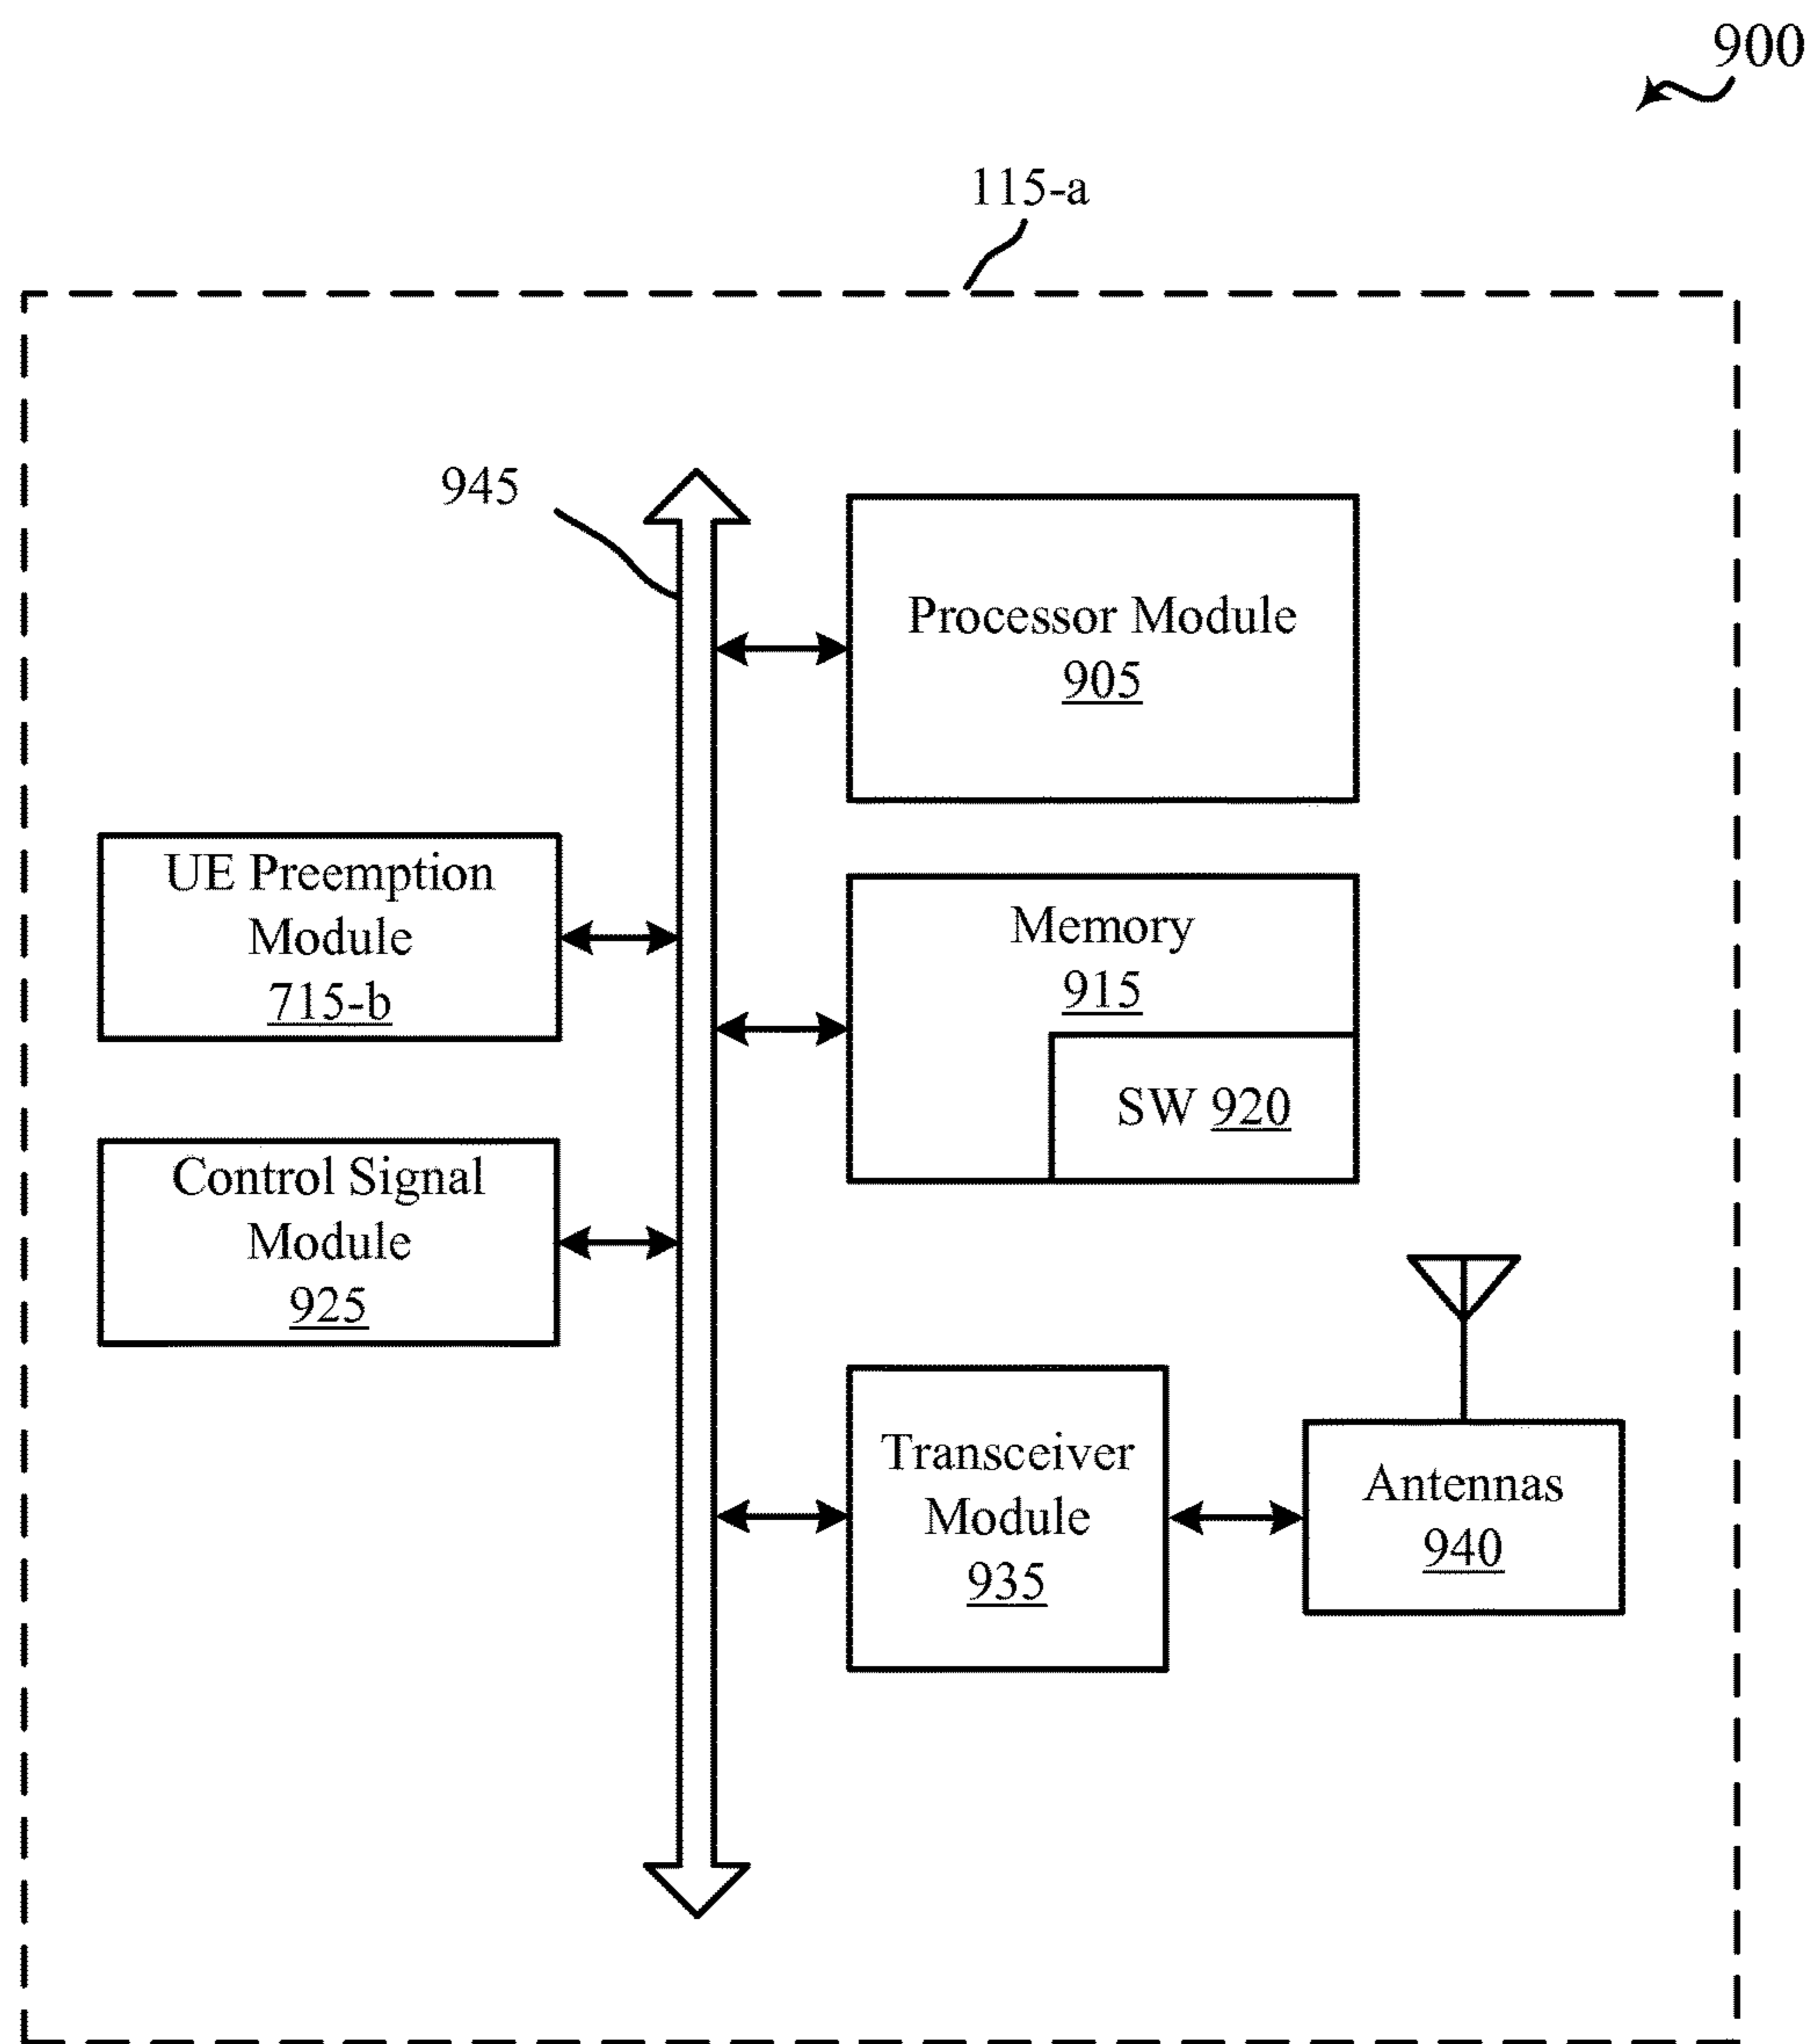 900
115-a
945
Processor Module
905
UE Preemption
Module
715-b
Memory
915
SW 920
Control Signal
Module
925
Transceiver
Module
935
Antennas
940